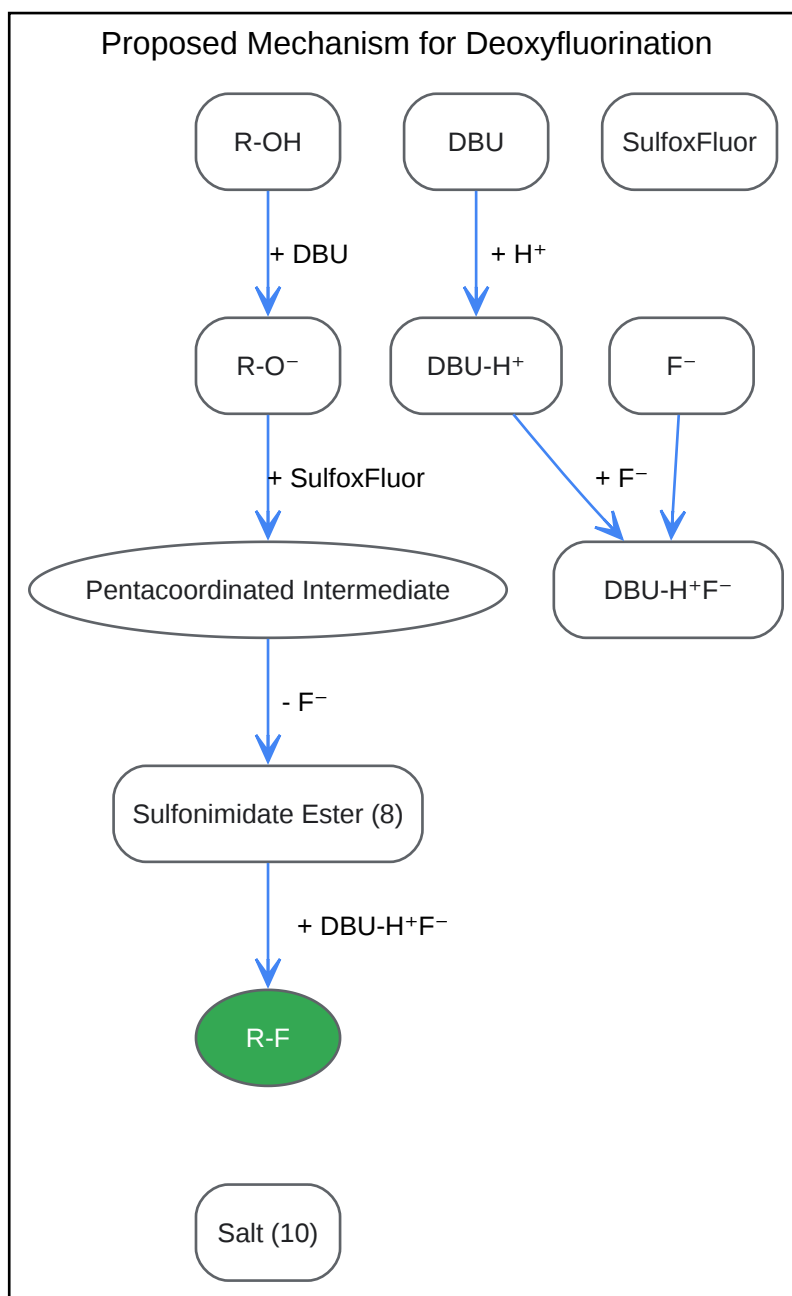 Proposed Mechanism for Deoxyfluorination
R-OH
DBU
SulfoxFluor
+ DBU
+ H⁺
R-O⁻
DBU-H⁺
F⁻
+ SulfoxFluor
+ F⁻
Pentacoordinated Intermediate
DBU-H⁺F⁻
- F⁻
Sulfonimidate Ester (8)
+ DBU-H⁺F⁻
R-F
Salt (10)